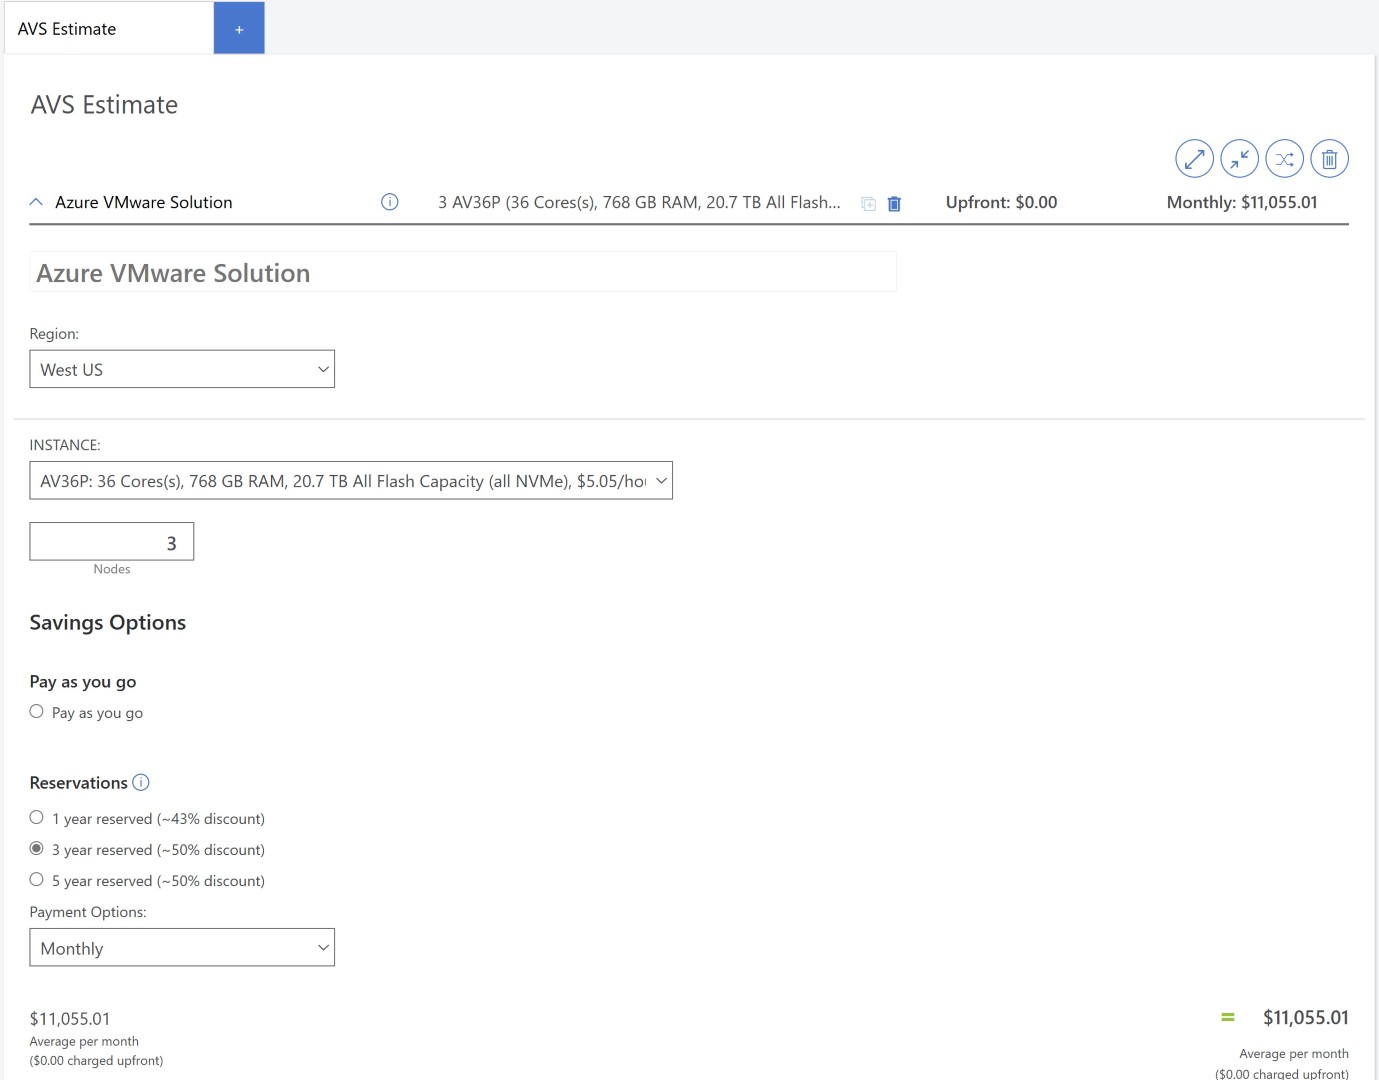 AVS Estimate
+
AVS Estimate
Azure VMware Solution
3 AV36P (36 Cores(s), 768 GB RAM, 20.7 TB All Flash...
Upfront: $0.00
Monthly: $11,055.01
Azure VMware Solution
Region:
West US
INSTANCE:
AV36P: 36 Cores(s), 768 GB RAM, 20.7 TB All Flash Capacity (all NVMe), $5.05/hou
3
Nodes
Savings Options
Pay as you go
Pay as you go
Reservations
1 year reserved (~43% discount)
3 year reserved (~50% discount)
5 year reserved (~50% discount)
Payment Options:
Monthly
$11,055.01
Average per month
($0.00 charged upfront)
= $11,055.01
Average per month
($0.00 charged upfront)